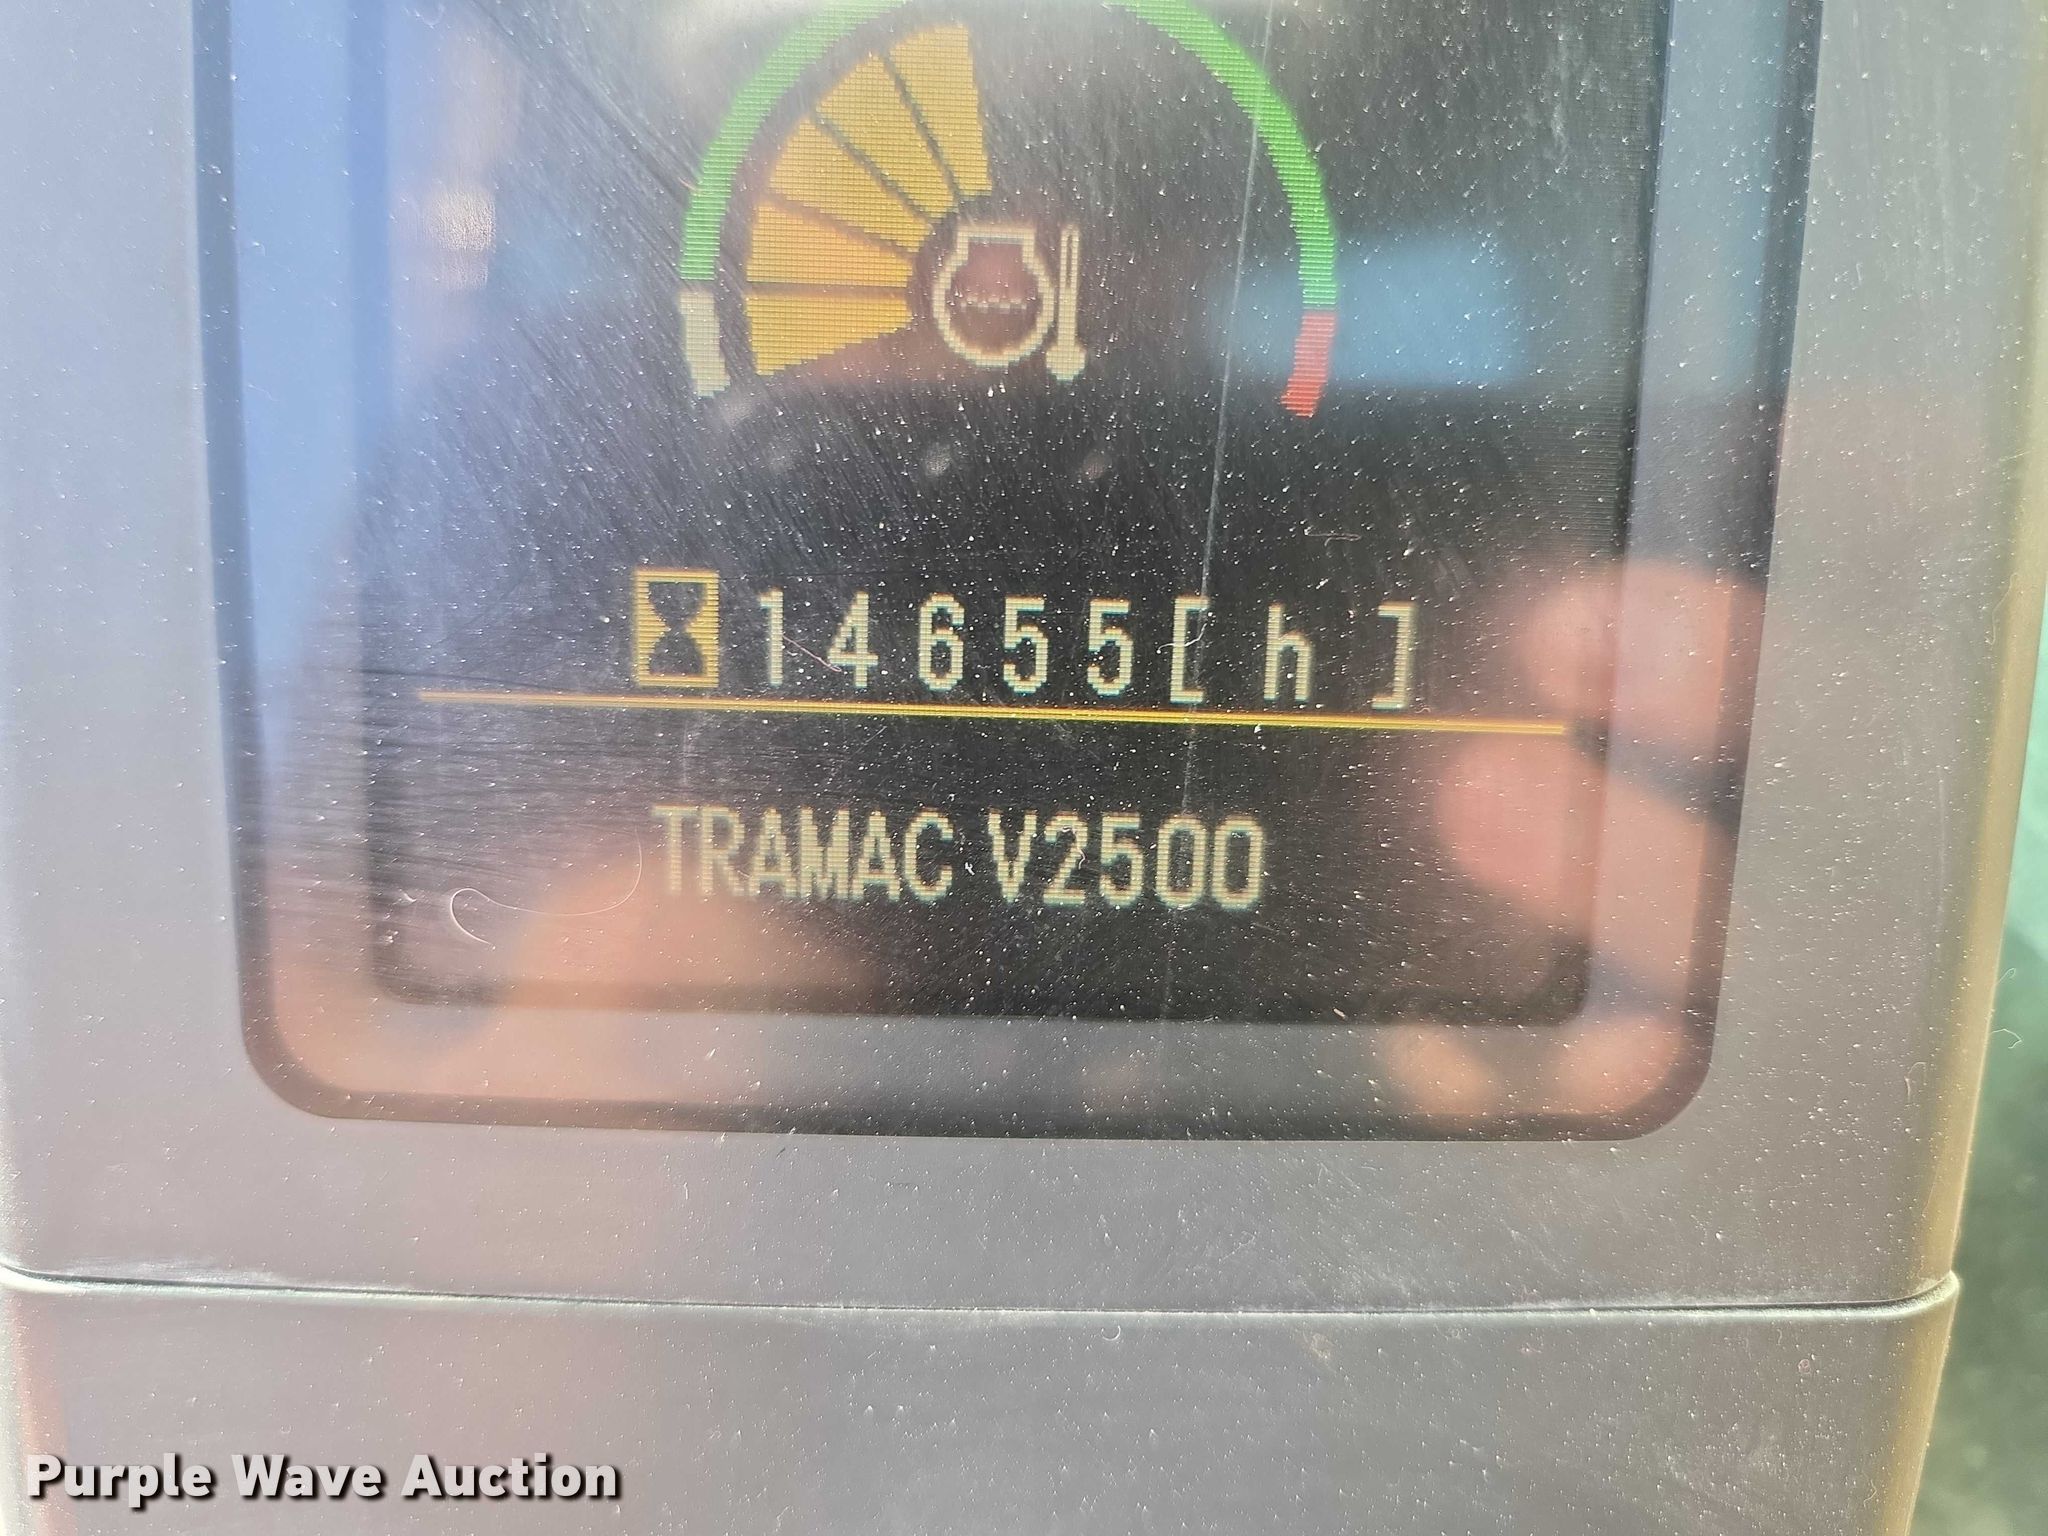 14655[h]
TRAMAC V2500
Purple Wave Auction